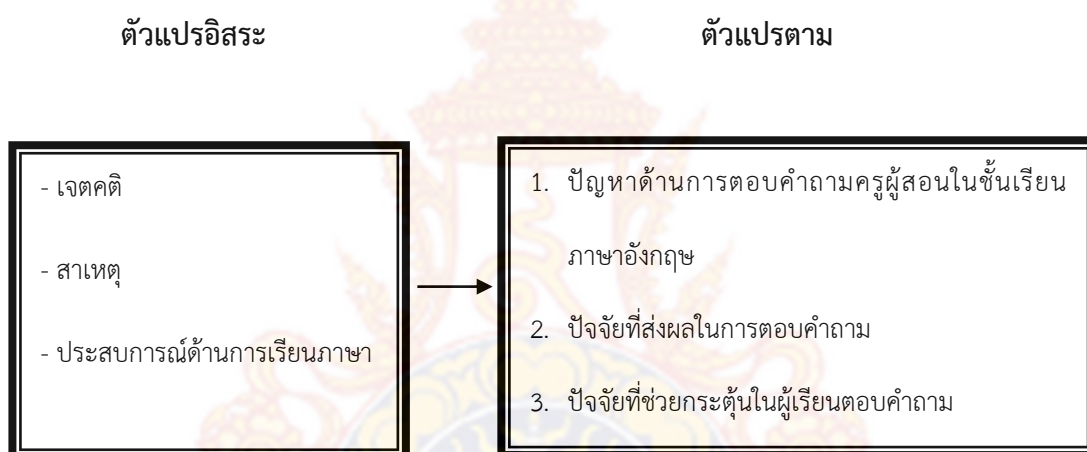 ตัวแปรอิสระ
ตัวแปรตาม
- เจตคติ
- สาเหตุ
- ประสบการณ์ด้านการเรียนภาษา
1. ปัญหาด้านการตอบคำถามครูผู้สอนในชั้นเรียน
ภาษาอังกฤษ
2. ปัจจัยที่ส่งผลในการตอบคำถาม
3. ปัจจัยที่ช่วยกระตุ้นในผู้เรียนตอบคำถาม